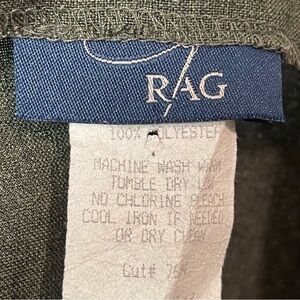 RAG
100% POLYESTER
MACHINE WASH WARM
TUMBLE DRY LOW
NO CHLORINE BLEACH
COOL IRON IF NEEDED
OR DRY CLEAN
Cut#